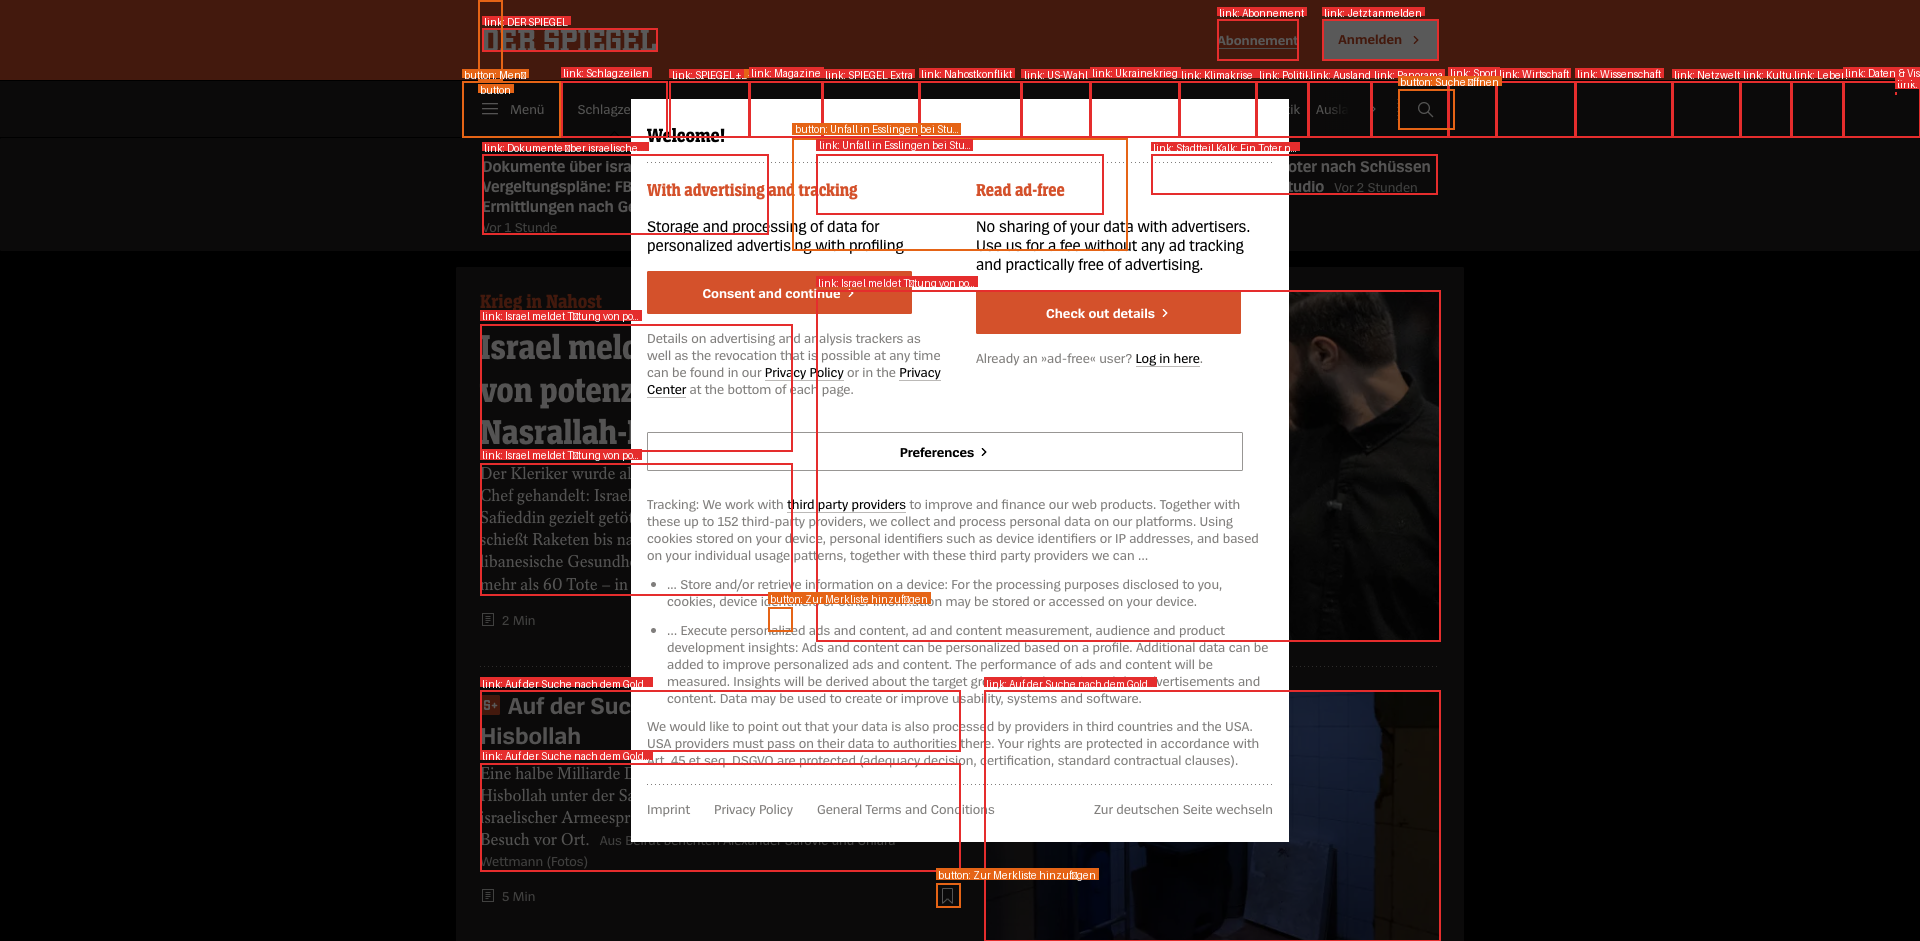 link: DER SPIEGEL
DER SPIEGEL
link: Abonnement
Abonnement
link: Jetzt anmelden
Anmelden
button: Men
button
Menü
link: Schlagzeilen
Schlagze
link: SPIEGEL+
link: Magazine
link: SPIEGEL Extra
link: Nahostkonflikt
link: US-Wahl
link: Ukrainekrieg
link: Klimakrise
link: Politik
link: Ausland
link: Panorama
button: Suche ffnen
link: Sport
link: Wirtschaft
link: Wissenschaft
link: Netzwelt
link: Kultu
link: Leben
link: Daten & Vis
link:
ik
Ausla
link: Dokumente ber israelische...
Dokumente über isra
Vergeltungspläne: FB
Ermittlungen nach Ge
Vor 1 Stunde
button: Unfall in Esslingen bei Stu...
link: Unfall in Esslingen bei Stu...
link: Stadtteil Kalk: Ein Toter n...
oter nach Schüssen
tudio Vor 2 Stunden
Welcome!
With advertising and tracking
Storage and processing of data for
personalized advertising with profiling
Consent and continue
Details on advertising and analysis trackers as
well as the revocation that is possible at any time
can be found in our Privacy Policy or in the Privacy
Center at the bottom of each page.
Read ad-free
No sharing of your data with advertisers.
Use us for a fee without any ad tracking
and practically free of advertising.
link: Israel meldet Ttung von po...
Check out details
Already an »ad-free« user? Log in here.
Preferences
Tracking: We work with third party providers to improve and finance our web products. Together with
these up to 152 third-party providers, we collect and process personal data on our platforms. Using
cookies stored on your device, personal identifiers such as device identifiers or IP addresses, and based
on your individual usage patterns, together with these third party providers we can ...
• ... Store and/or retrieve information on a device: For the processing purposes disclosed to you,
cookies, device identifiers or other information may be stored or accessed on your device.
button: Zur Merkliste hinzufgen
• ... Execute personalized ads and content, ad and content measurement, audience and product
development insights: Ads and content can be personalized based on a profile. Additional data can be
added to improve personalized ads and content. The performance of ads and content will be
measured. Insights will be derived about the target gr vertisements and
content. Data may be used to create or improve usability, systems and software.
We would like to point out that your data is also processed by providers in third countries and the USA.
USA providers must pass on their data to authorities there. Your rights are protected in accordance with
Art. 45 et seq. DSGVO are protected (adequacy decision, certification, standard contractual clauses).
Imprint
Privacy Policy
General Terms and Conditions
Zur deutschen Seite wechseln
Krieg in Nahost
link: Israel meldet Ttung von po...
Israel meld
von potenz
Nasrallah-
link: Israel meldet Ttung von po...
Der Kleriker wurde al
Chef gehandelt: Israel
Safieddin gezielt getöt
schießt Raketen bis na
libanesische Gesundhe
mehr als 60 Tote – in
2 Min
link: Auf der Suche nach dem Gold...
link: Auf der Suche nach dem Gold...
S+ Auf der Suc
Hisbollah
link: Auf der Suche nach dem Gold...
Eine halbe Milliarde D
Hisbollah unter der Sa
israelischer Armeespr
Besuch vor Ort. Aus Beirut berichten Alexander Sarovic und Chiara
Wettmann (Fotos)
button: Zur Merkliste hinzufgen
5 Min